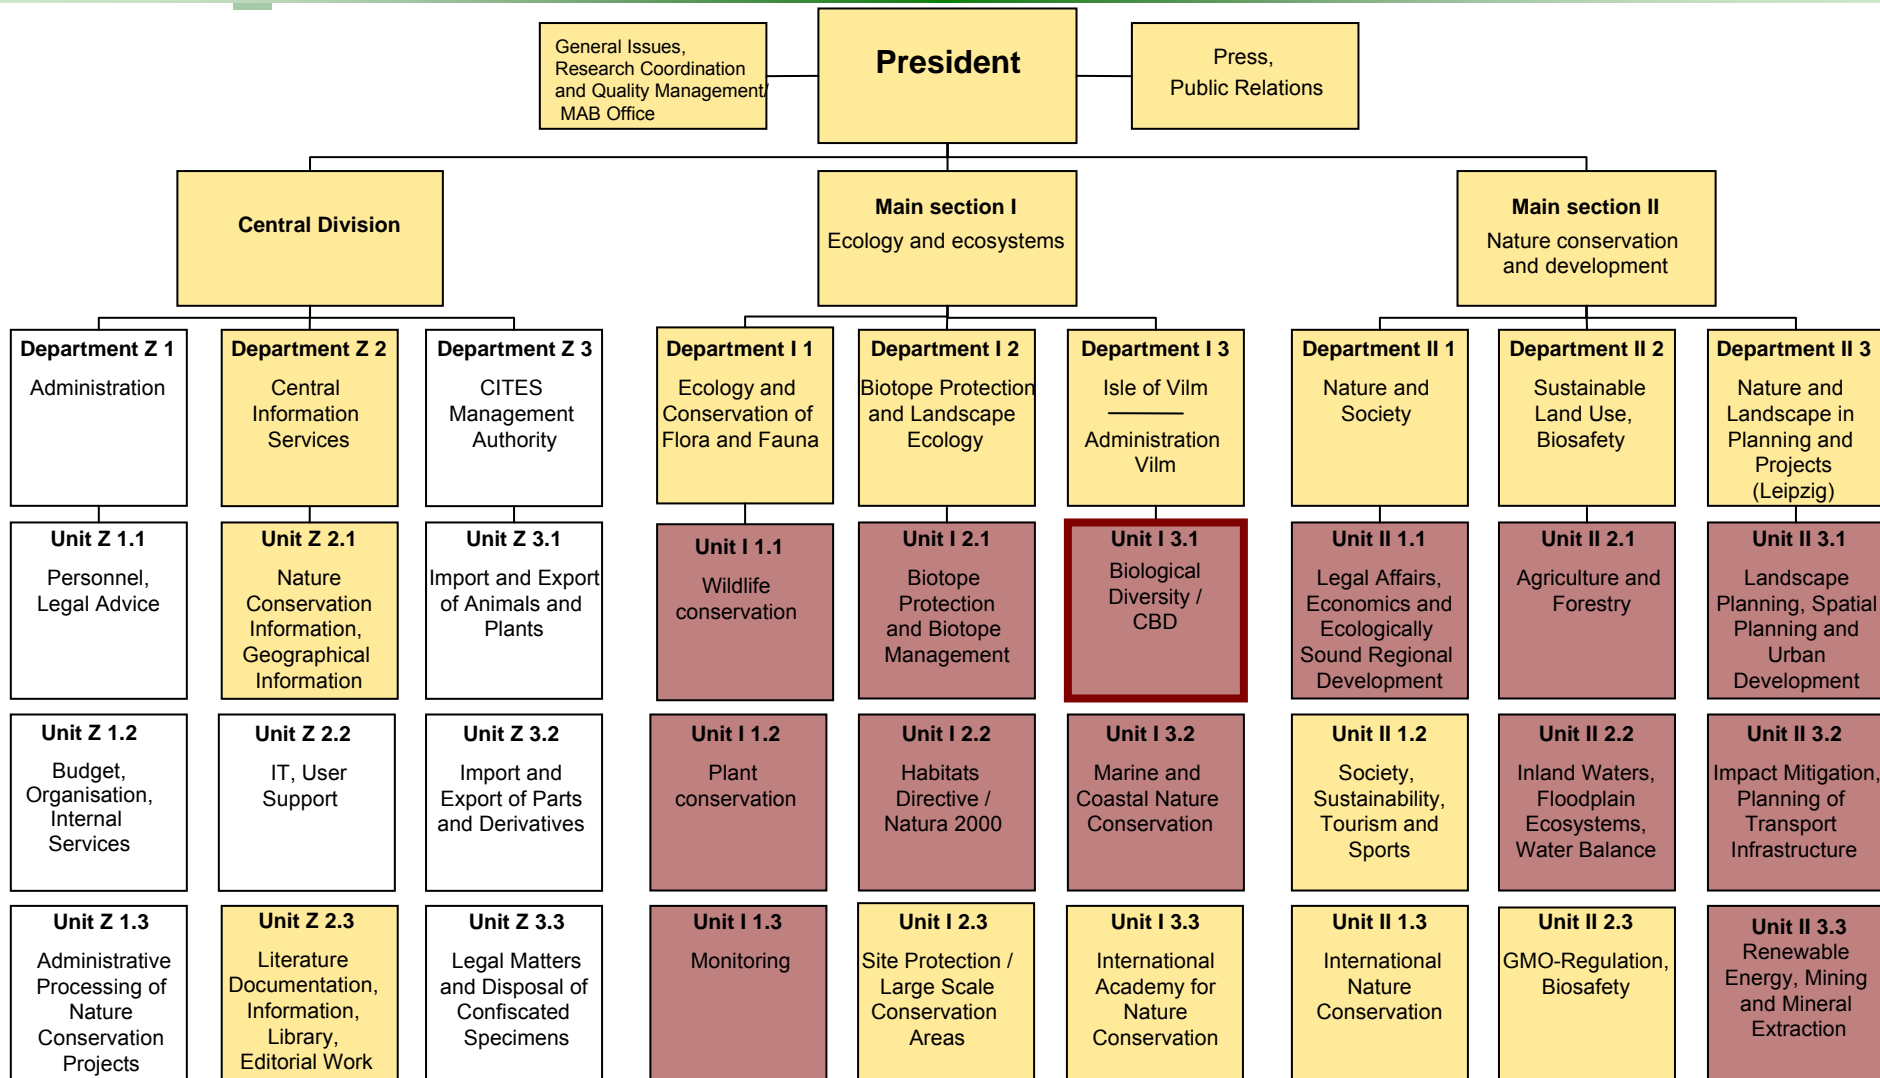 General Issues,
Research Coordination
and Quality Management/
MAB Office
President
Press,
Public Relations
Central Division
Main section I
Ecology and ecosystems
Main section II
Nature conservation
and development
Department Z 1
Administration
Department Z 2
Central
Information
Services
Department Z 3
CITES
Management
Authority
Department I 1
Ecology and
Conservation of
Flora and Fauna
Department I 2
Biotope Protection
and Landscape
Ecology
Department I 3
Isle of Vilm
Administration
Vilm
Department II 1
Nature and
Society
Department II 2
Sustainable
Land Use,
Biosafety
Department II 3
Nature and
Landscape in
Planning and
Projects
(Leipzig)
Unit Z 1.1
Personnel,
Legal Advice
Unit Z 2.1
Nature
Conservation
Information,
Geographical
Information
Unit Z 3.1
Import and Export
of Animals and
Plants
Unit I 1.1
Wildlife
conservation
Unit I 2.1
Biotope
Protection
and Biotope
Management
Unit I 3.1
Biological
Diversity /
CBD
Unit II 1.1
Legal Affairs,
Economics and
Ecologically
Sound Regional
Development
Unit II 2.1
Agriculture and
Forestry
Unit II 3.1
Landscape
Planning, Spatial
Planning and
Urban
Development
Unit Z 1.2
Budget,
Organisation,
Internal
Services
Unit Z 2.2
IT, User
Support
Unit Z 3.2
Import and
Export of Parts
and Derivatives
Unit I 1.2
Plant
conservation
Unit I 2.2
Habitats
Directive /
Natura 2000
Unit I 3.2
Marine and
Coastal Nature
Conservation
Unit II 1.2
Society,
Sustainability,
Tourism and
Sports
Unit II 2.2
Inland Waters,
Floodplain
Ecosystems,
Water Balance
Unit II 3.2
Impact Mitigation,
Planning of
Transport
Infrastructure
Unit Z 1.3
Administrative
Processing of
Nature
Conservation
Projects
Unit Z 2.3
Literature
Documentation,
Information,
Library,
Editorial Work
Unit Z 3.3
Legal Matters
and Disposal of
Confiscated
Specimens
Unit I 1.3
Monitoring
Unit I 2.3
Site Protection /
Large Scale
Conservation
Areas
Unit I 3.3
International
Academy for
Nature
Conservation
Unit II 1.3
International
Nature
Conservation
Unit II 2.3
GMO-Regulation,
Biosafety
Unit II 3.3
Renewable
Energy, Mining
and Mineral
Extraction